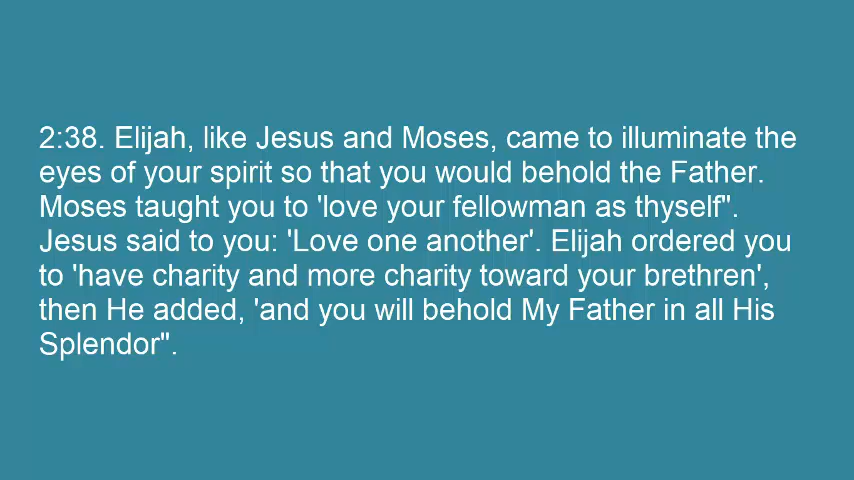 2:38. Elijah, like Jesus and Moses, came to illuminate the
eyes of your spirit so that you would behold the Father.
Moses taught you to 'love your fellowman as thyself".
Jesus said to you: 'Love one another'. Elijah ordered you
to 'have charity and more charity toward your brethren',
then He added, 'and you will behold My Father in all His
Splendor".